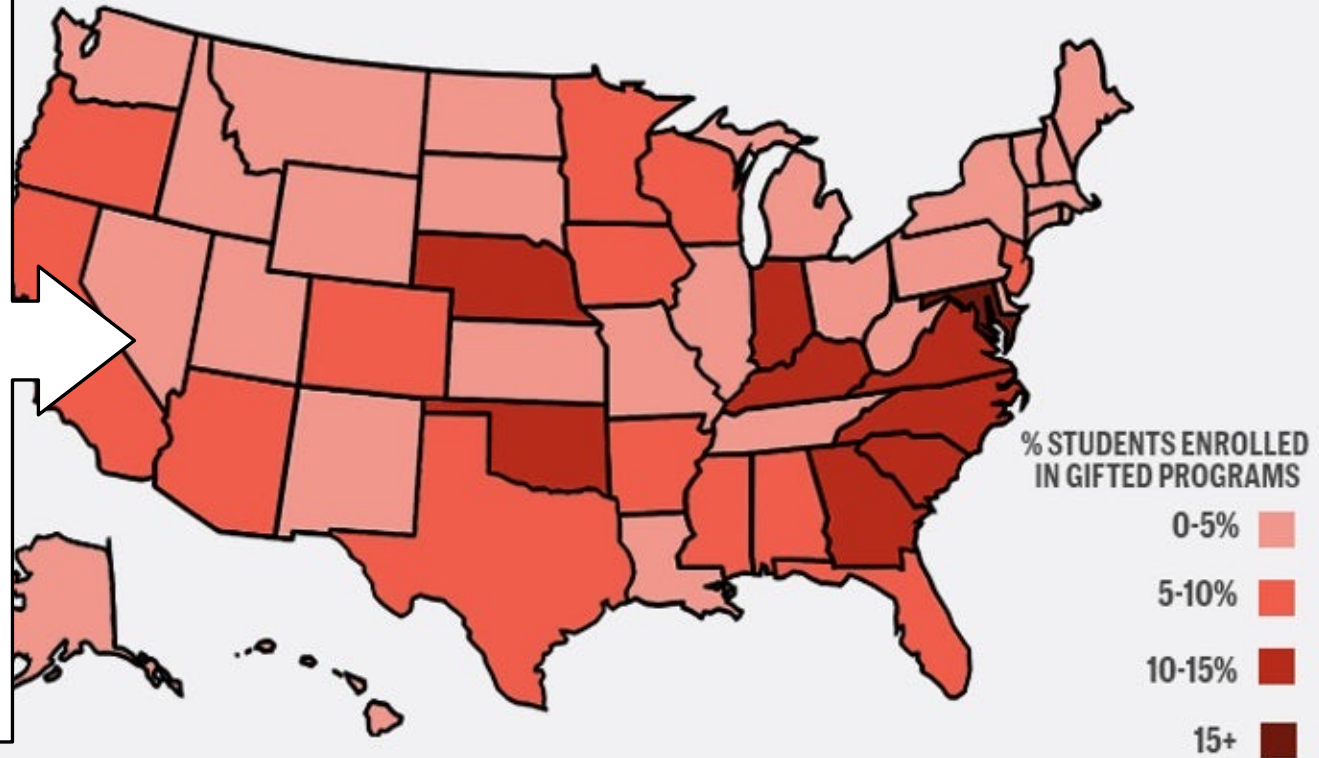 % STUDENTS ENROLLED
IN GIFTED PROGRAMS
0-5%
5-10%
10-15%
15+